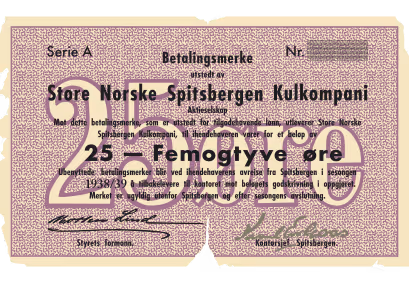 Serie A
Betalingsmerke
Nr.
utstedt av
Store Norske Spitsbergen Kulkompani
Aktieselskap
Mot dette betalingsmerke, som er utstedt for tilgodehavende lønn, utleverer Store Norske
Spitsbergen Kulkompani, til ihendehaveren varer for et beløp av
25 — Femogtyve øre
Ubenyttede betalingsmerker blir ved ihendehaverens avreise fra Spitsbergen i sesongen
1938/39 å tilbakelevere til kontoret mot beløpets godskrivning i oppgjøret.
Merket er ugyldig utenfor Spitsbergen og efter sesongens avslutning.
Styrets formann.
Kontorsjef Spitsbergen.
25 øre